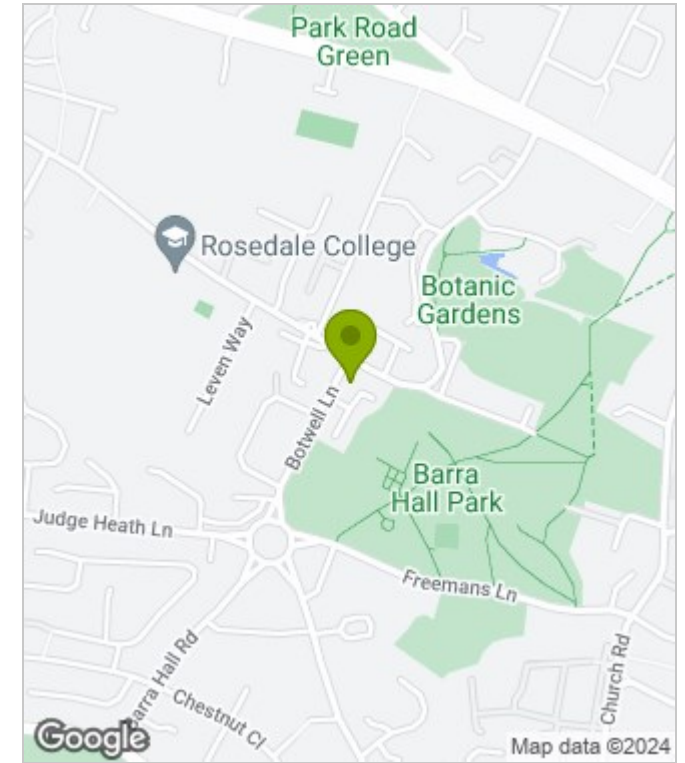 Park Road
Green
Rosedale College
Botanic
Gardens
Leven Way
Botwell Ln
Barra
Hall Park
Judge Heath Ln
Freemans Ln
Barra Hall Rd
Church Rd
Chestnut Cl
Google
Map data ©2024